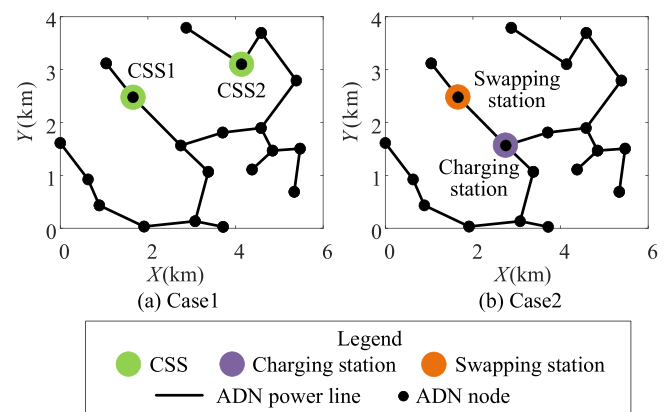 4
3
2
1
0
Y(km)
CSS1
CSS2
0
2
4
6
X(km)
(a) Case1
4
3
2
1
0
Y(km)
Swapping
station
Charging
station
0
2
4
6
X(km)
(b) Case2
Legend
CSS Charging station Swapping station
ADN power line ADN node